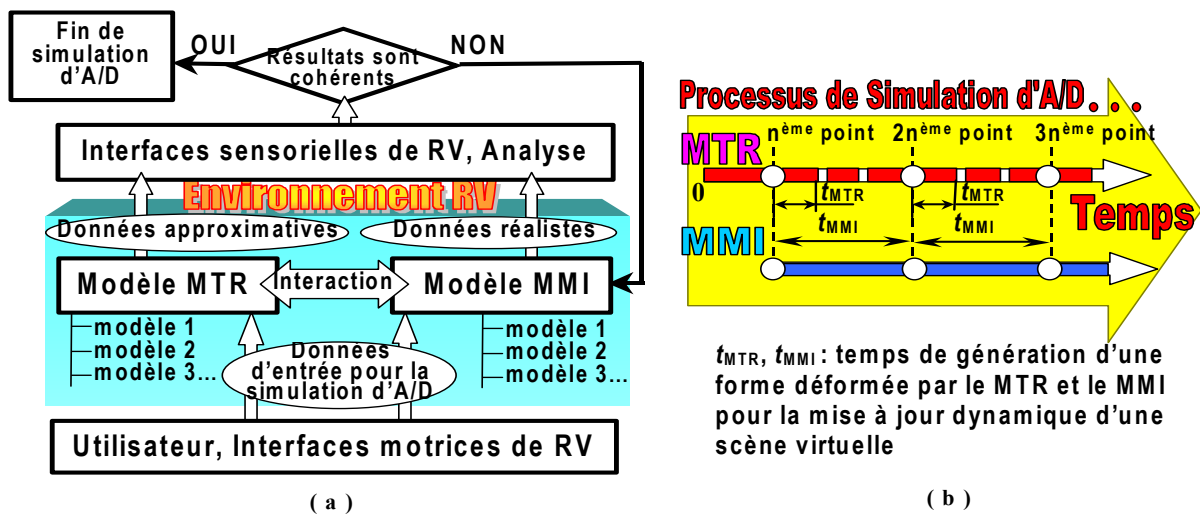 Fin de
simulation
d'A/D
OUI
Résultats sont
cohérents
NON
Interfaces sensorielles de RV, Analyse
Environnement RV
Données approximatives
Données réalistes
Modèle MTR
Interaction
Modèle MMI
modèle 1
modèle 2
modèle 3...
modèle 1
modèle 2
modèle 3...
Données
d'entrée pour la
simulation d'A/D
Utilisateur, Interfaces motrices de RV
( a )
Processus de Simulation d'A/D...
nème point 2nème point 3nème point
MTR
0
tMTR tMTR
tMMI tMMI
Temps
MMI
tMTR, tMMI : temps de génération d'une
forme déformée par le MTR et le MMI
pour la mise à jour dynamique d'une
scène virtuelle
( b )